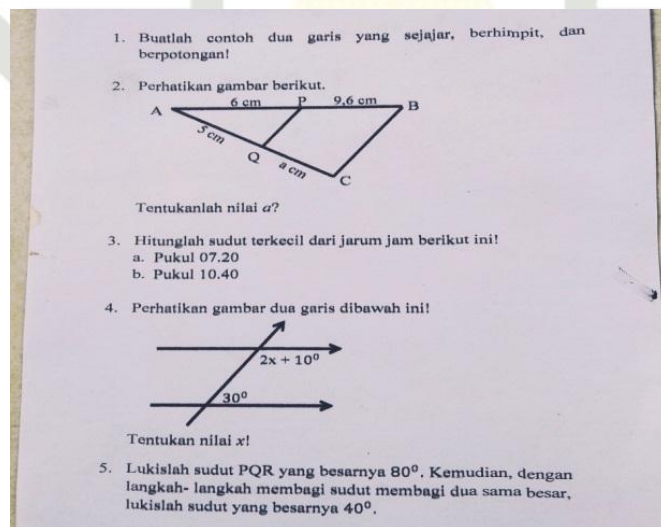 1. Buatlah contoh dua garis yang sejajar, berhimpit, dan
berpotongan!
2. Perhatikan gambar berikut.
A 6 cm P 9,6 cm B
5 cm
Q a cm C
Tentukanlah nilai a?
3. Hitunglah sudut terkecil dari jarum jam berikut ini!
a. Pukul 07.20
b. Pukul 10.40
4. Perhatikan gambar dua garis dibawah ini!
2x + 10⁰
30⁰
Tentukan nilai x!
5. Lukislah sudut PQR yang besarnya 80⁰. Kemudian, dengan
langkah- langkah membagi sudut membagi dua sama besar,
lukislah sudut yang besarnya 40⁰.